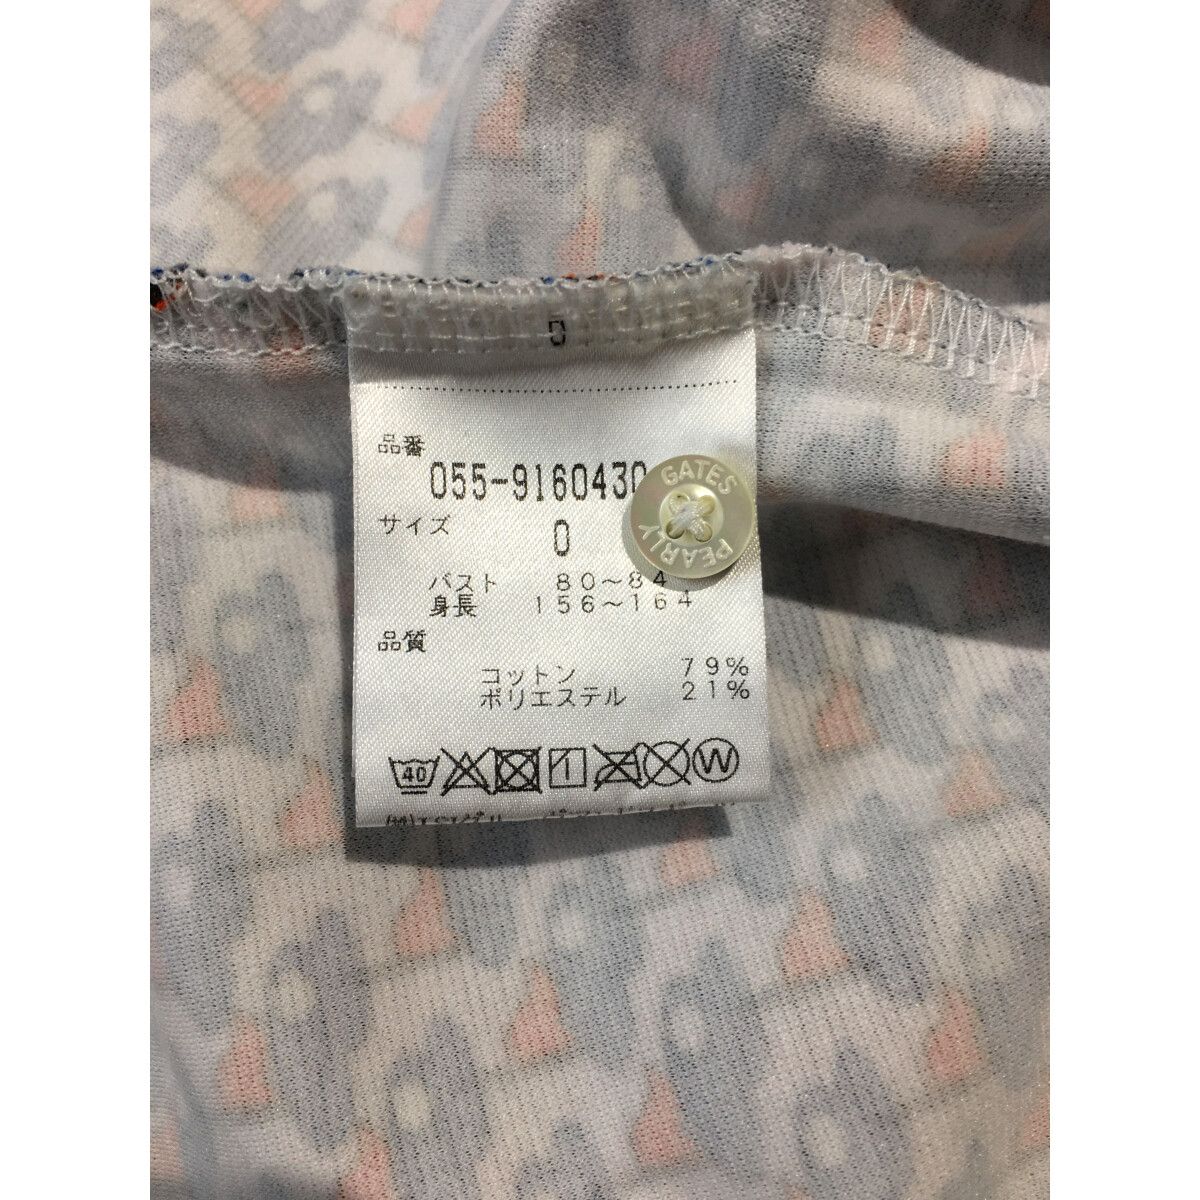 0
品番
055-9160430
サイズ
0
バスト 80～84
身長 156～164
品質
コットン 79%
ポリエステル 21%
40
W
GATES
PEARLY